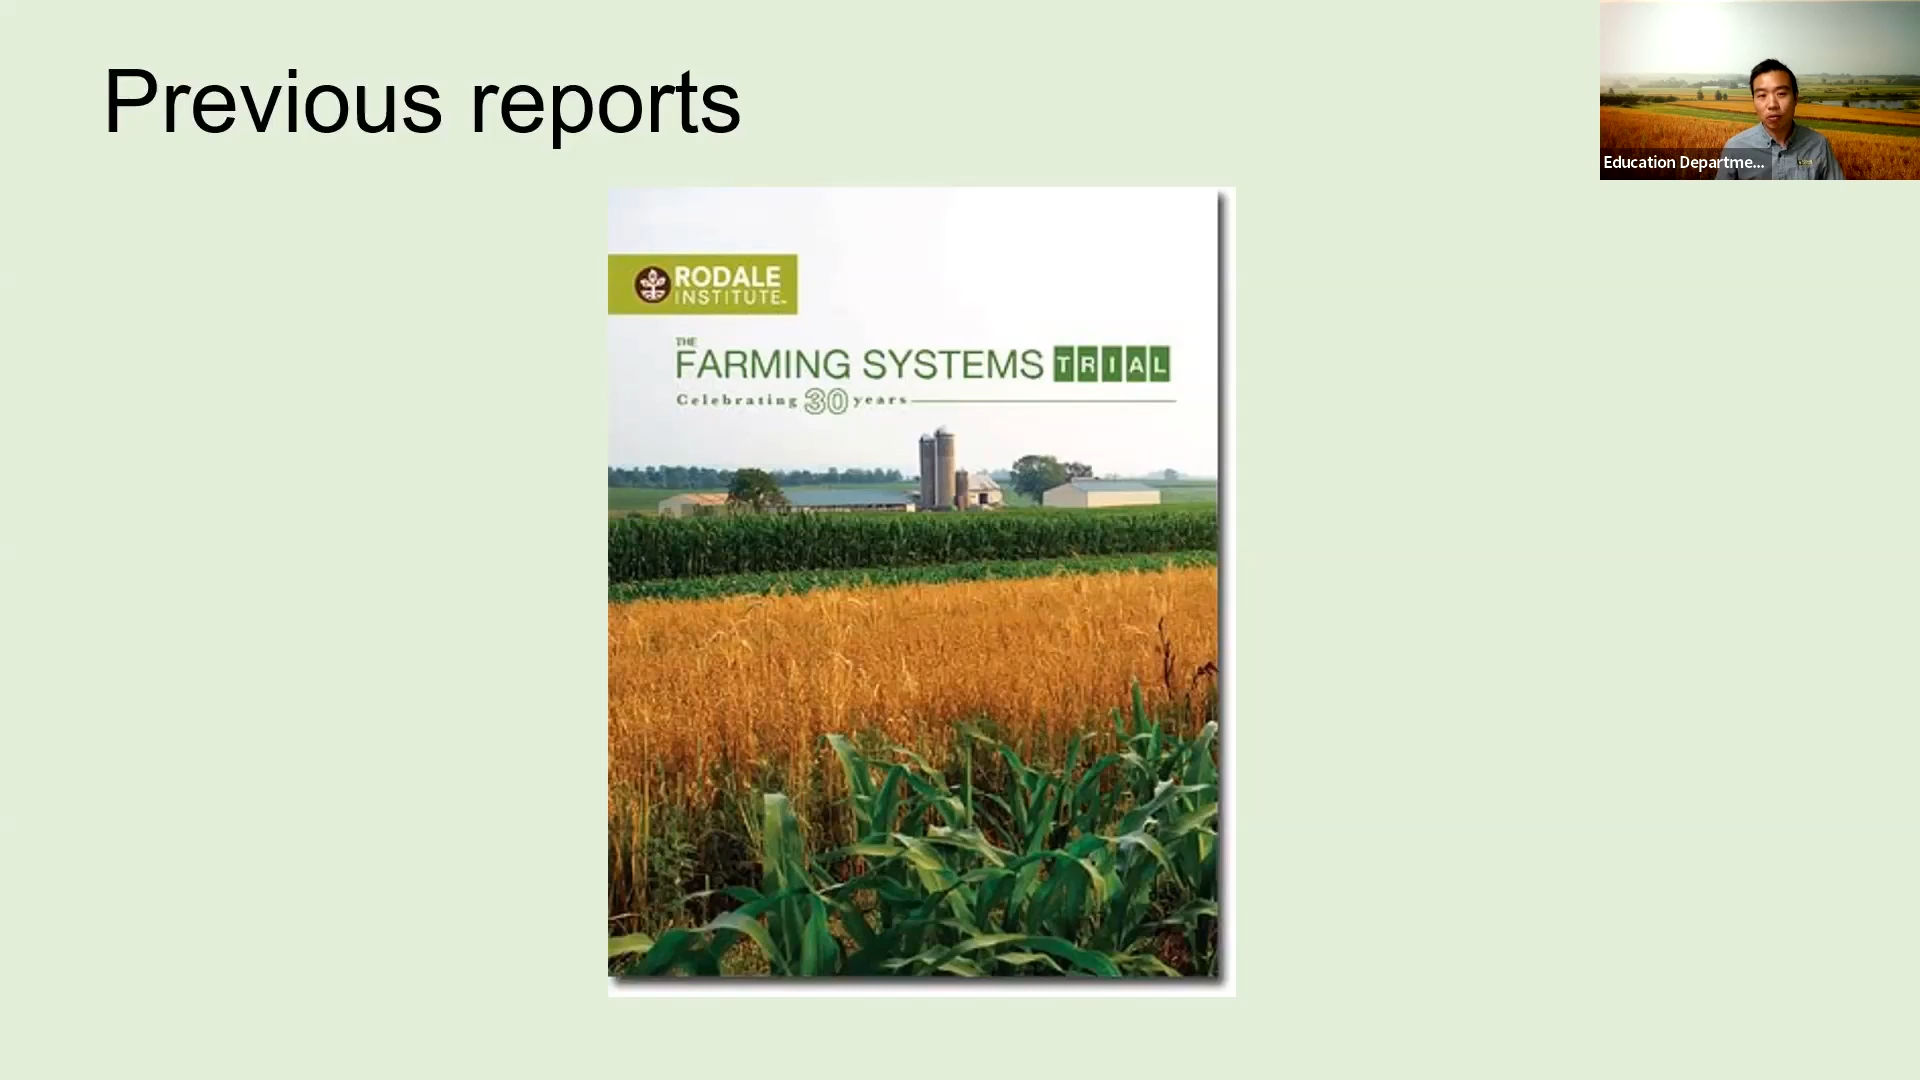 Previous reports
Education Departme...
RODALE
INSTITUTE
THE
FARMING SYSTEMS TRIAL
Celebrating 30 years